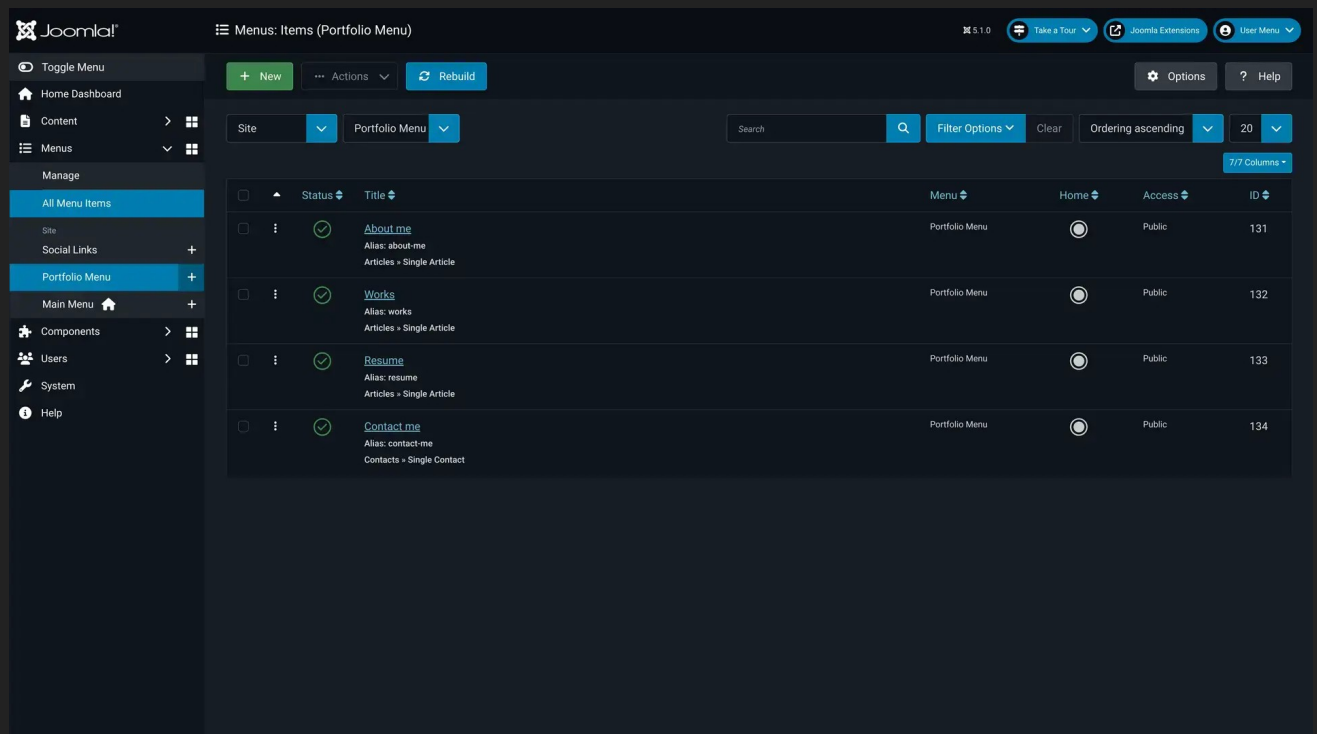 Joomla!®
Menus: Items (Portfolio Menu)
5.1.0
Take a Tour
Joomla Extensions
User Menu
Toggle Menu
Home Dashboard
Content
Menus
Manage
All Menu Items
Site
Social Links
Portfolio Menu
Main Menu
Components
Users
System
Help
+ New
··· Actions
Rebuild
Options
? Help
Site
Portfolio Menu
Search
Filter Options
Clear
Ordering ascending
20
7/7 Columns
Status Title Menu Home Access ID
About me Portfolio Menu Public 131
Alias: about-me
Articles » Single Article
Works Portfolio Menu Public 132
Alias: works
Articles » Single Article
Resume Portfolio Menu Public 133
Alias: resume
Articles » Single Article
Contact me Portfolio Menu Public 134
Alias: contact-me
Contacts » Single Contact